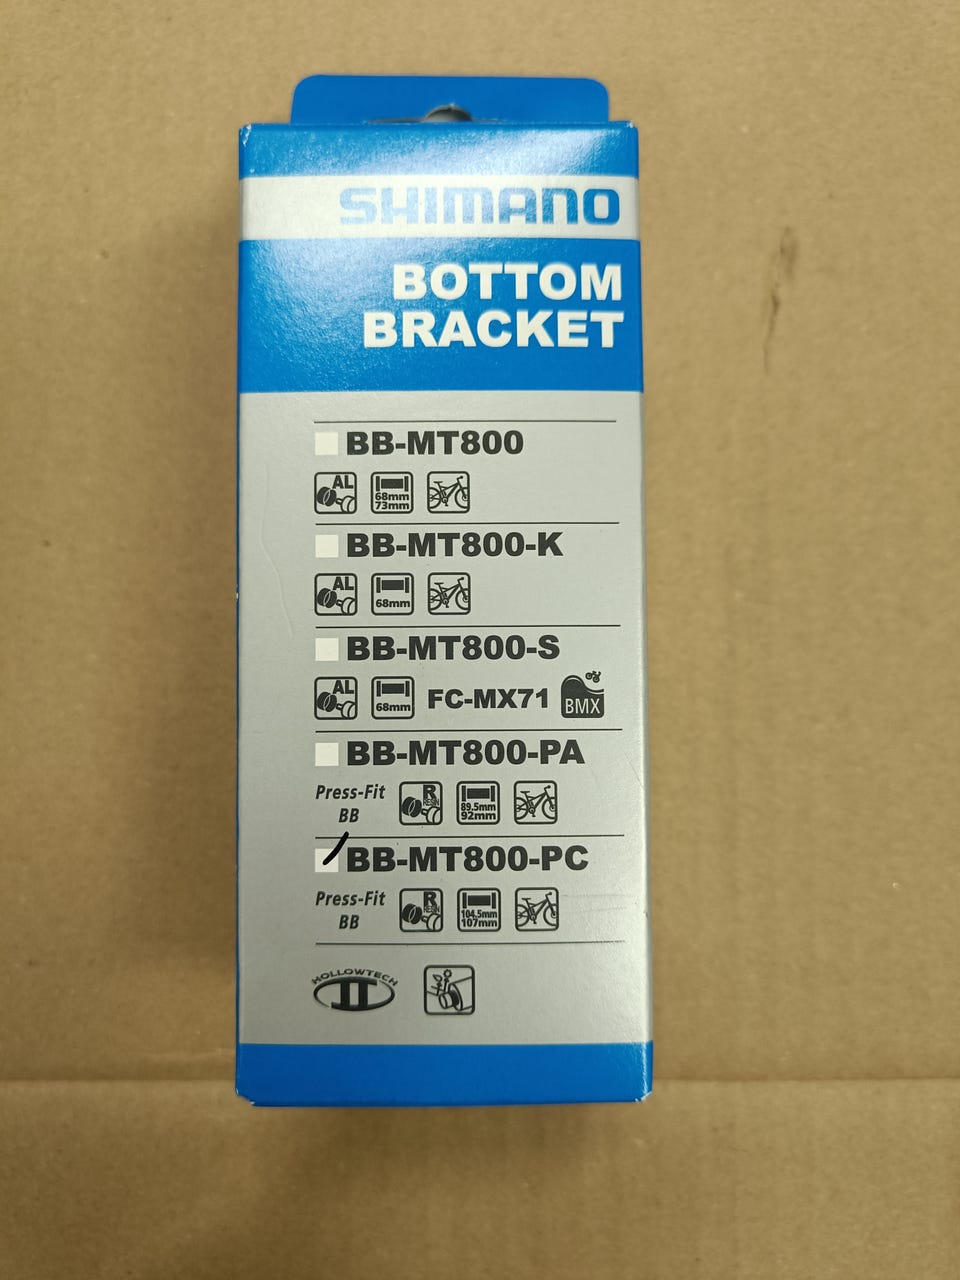 SHIMANO
BOTTOM
BRACKET
BB-MT800
AL
68mm
73mm
BB-MT800-K
AL
68mm
BB-MT800-S
AL
68mm
FC-MX71
BMX
BB-MT800-PA
Press-Fit
BB
R
RESIN
89.5mm
92mm
BB-MT800-PC
Press-Fit
BB
R
RESIN
104.5mm
107mm
HOLLOWTECH
II